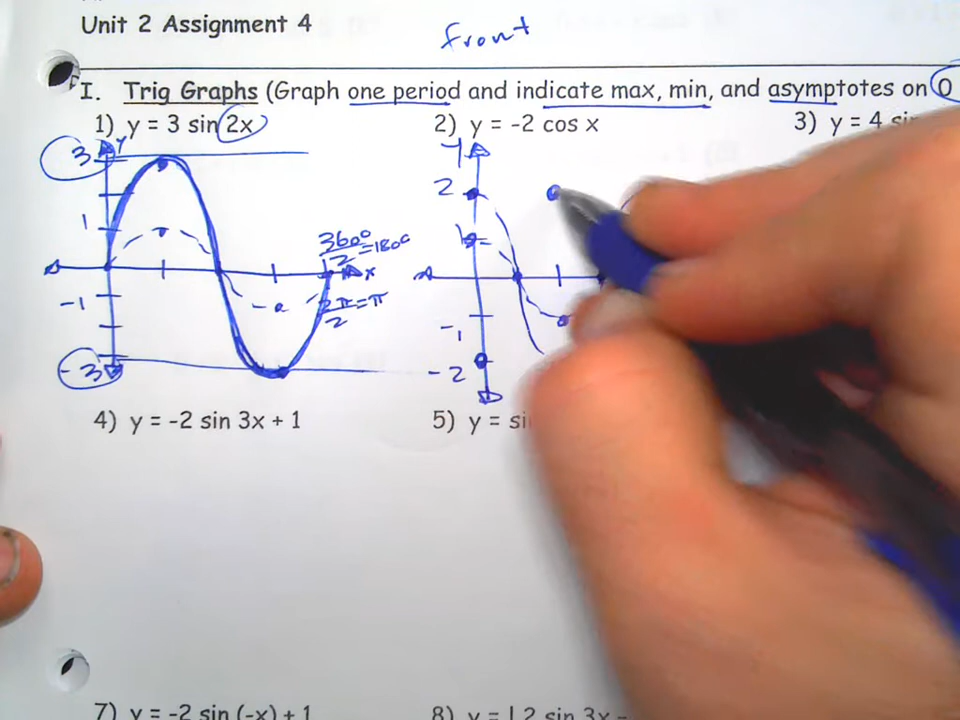 Unit 2 Assignment 4
front
I. Trig Graphs (Graph one period and indicate max, min, and asymptotes on 0
1) y = 3 sin 2x
2) y = -2 cos x
3) y = 4 sin
3
y
1
-1
-3
360°
2
=180°
x
2π
2
=π
y
2
1
-1
-2
4) y = -2 sin 3x + 1
5) y = si
7) y = -2 sin (-x) + 1
8) y = 1.2 sin 3x -